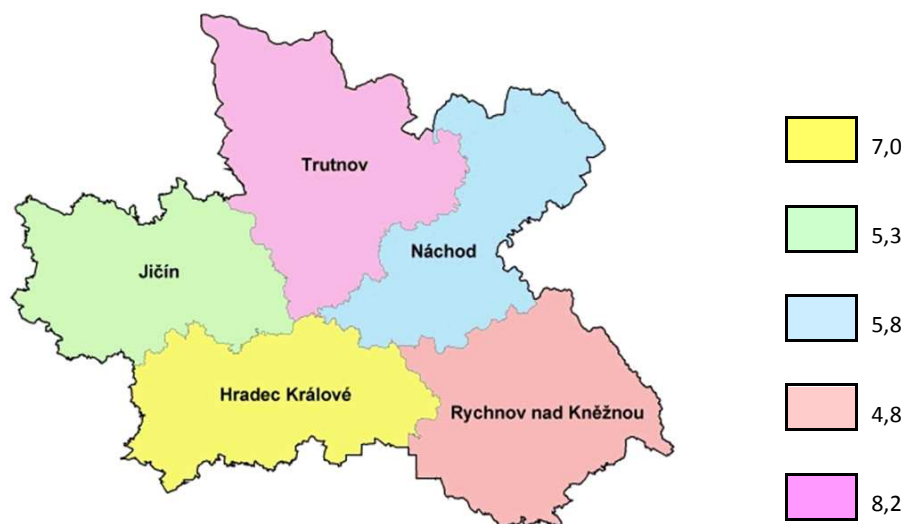 Trutnov
Náchod
Jičín
Hradec Králové
Rychnov nad Kněžnou
7,0
5,3
5,8
4,8
8,2